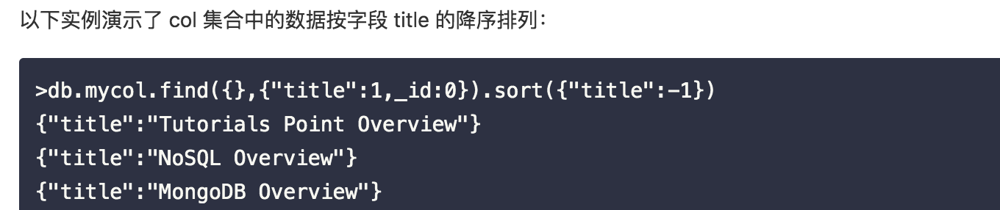 以下实例演示了 col 集合中的数据按字段 title 的降序排列：
>db.mycol.find({},{"title":1,_id:0}).sort({"title":-1})
{"title":"Tutorials Point Overview"}
{"title":"NoSQL Overview"}
{"title":"MongoDB Overview"}